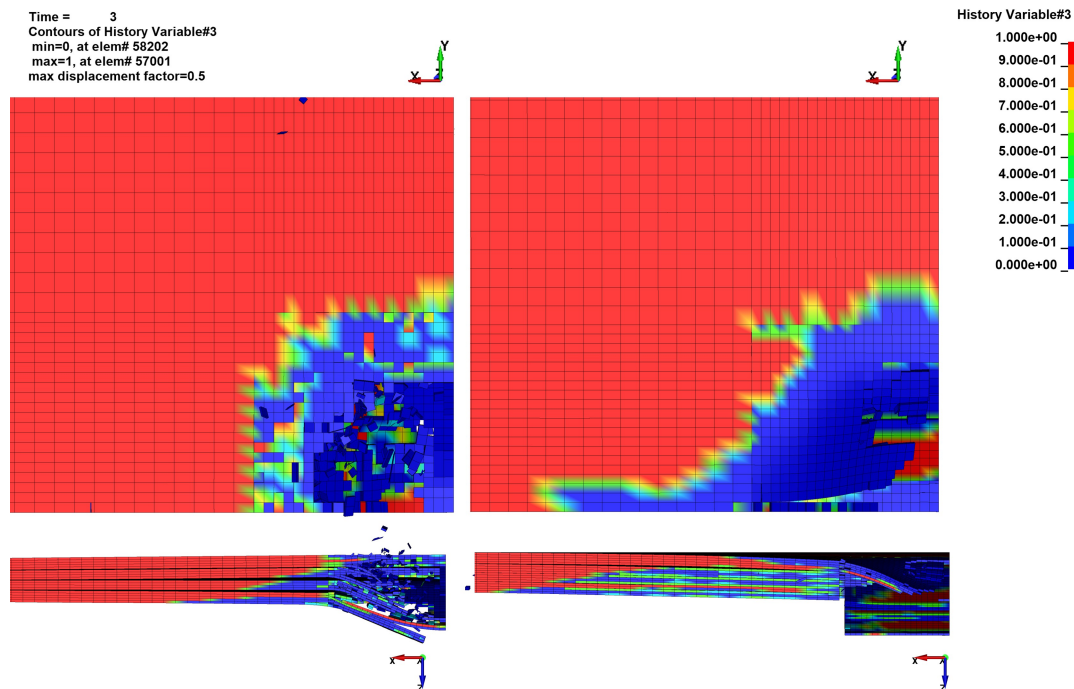 Time = 3
Contours of History Variable#3
min=0, at elem# 58202
max=1, at elem# 57001
max displacement factor=0.5
History Variable#3
1.000e+00
9.000e-01
8.000e-01
7.000e-01
6.000e-01
5.000e-01
4.000e-01
3.000e-01
2.000e-01
1.000e-01
0.000e+00
Y
X
Y
X
X
X